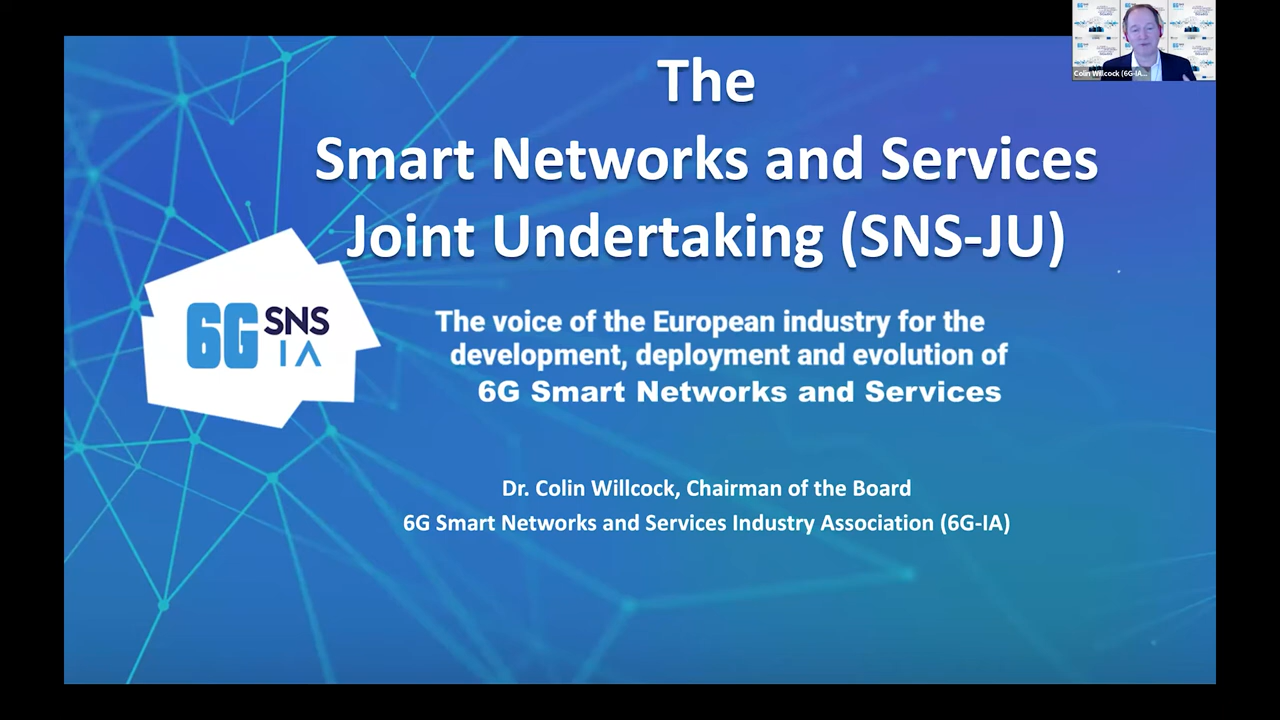 The
Smart Networks and Services
Joint Undertaking (SNS-JU)
6G SNS
IA
The voice of the European industry for the
development, deployment and evolution of
6G Smart Networks and Services
Dr. Colin Willcock, Chairman of the Board
6G Smart Networks and Services Industry Association (6G-IA)
Colin Willcock (6G-IA...